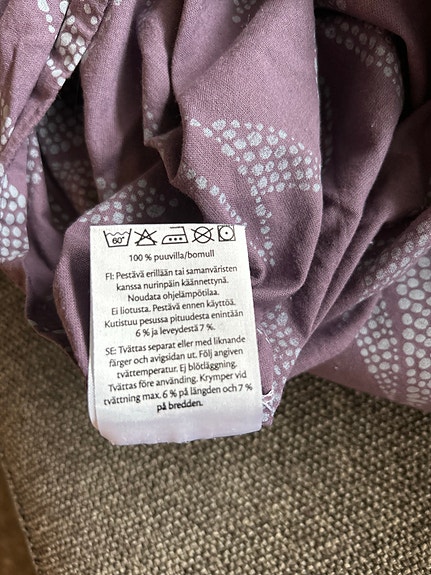 60°
100 % puuvilla/bomull
FI: Pestävä erillään tai samanväristen
kanssa nurinpäin käännettynä.
Noudata ohjelämpötilaa.
Ei liotusta. Pestävä ennen käyttöä.
Kutistuu pesussa pituudesta enintään
6 % ja leveydestä 7 %.
SE: Tvättas separat eller med liknande
färger och avigsidan ut. Följ angiven
tvättemperatur. Ej blötläggning.
Tvättas före användning. Krymper vid
tvättning max. 6 % på längden och 7 %
på bredden.